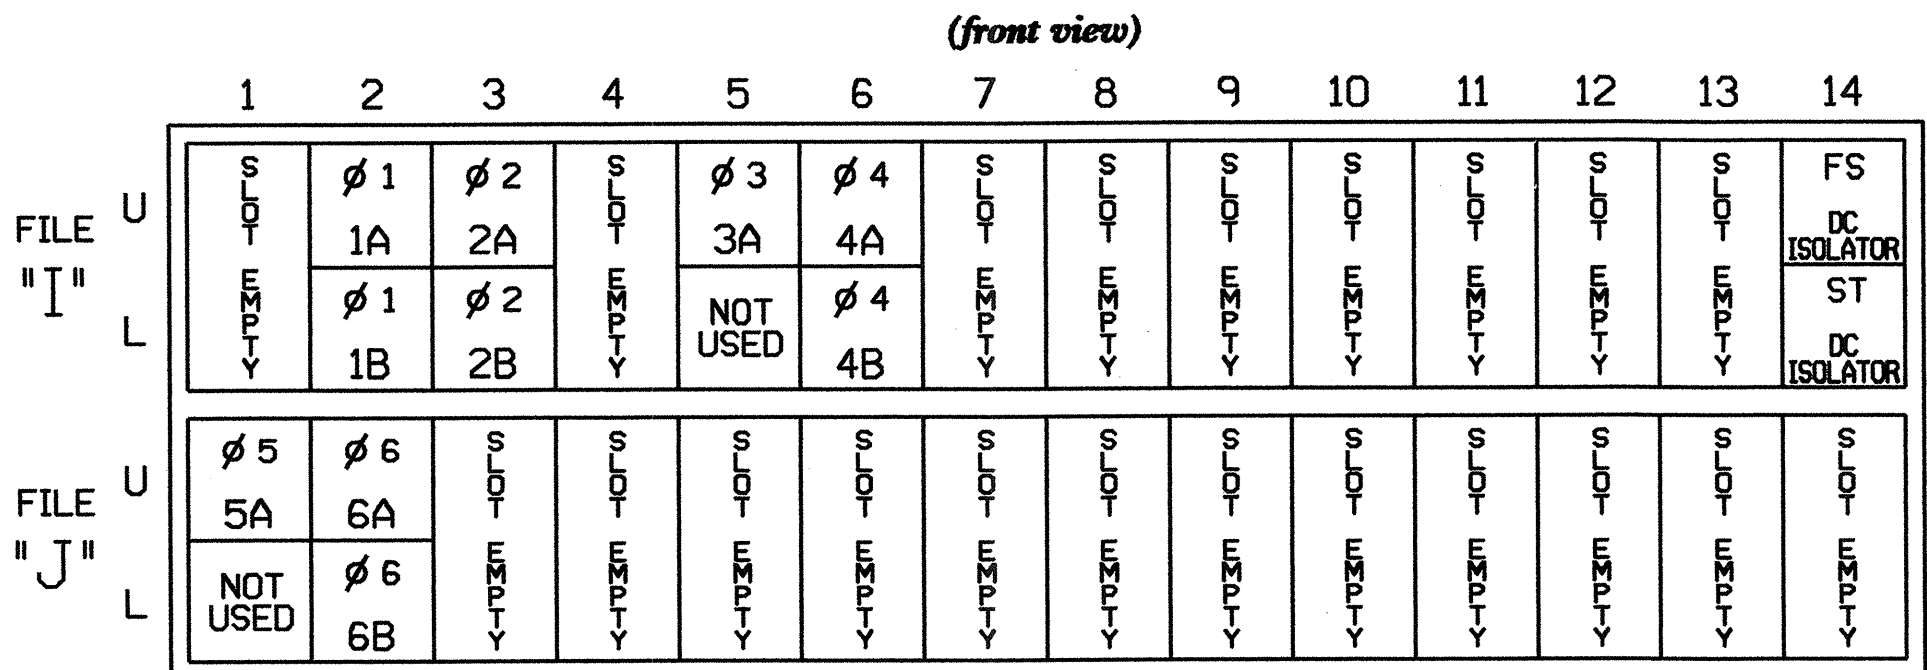 (front view)
1 2 3 4 5 6 7 8 9 10 11 12 13 14
FILE "I"
U
L
SLOT EMPTY
ø 1
1A
ø 1
1B
ø 2
2A
ø 2
2B
SLOT EMPTY
ø 3
3A
NOT
USED
ø 4
4A
ø 4
4B
SLOT EMPTY
SLOT EMPTY
SLOT EMPTY
SLOT EMPTY
SLOT EMPTY
SLOT EMPTY
SLOT EMPTY
FS
DC
ISOLATOR
ST
DC
ISOLATOR
FILE "J"
U
L
ø 5
5A
NOT
USED
ø 6
6A
ø 6
6B
SLOT EMPTY
SLOT EMPTY
SLOT EMPTY
SLOT EMPTY
SLOT EMPTY
SLOT EMPTY
SLOT EMPTY
SLOT EMPTY
SLOT EMPTY
SLOT EMPTY
SLOT EMPTY
SLOT EMPTY